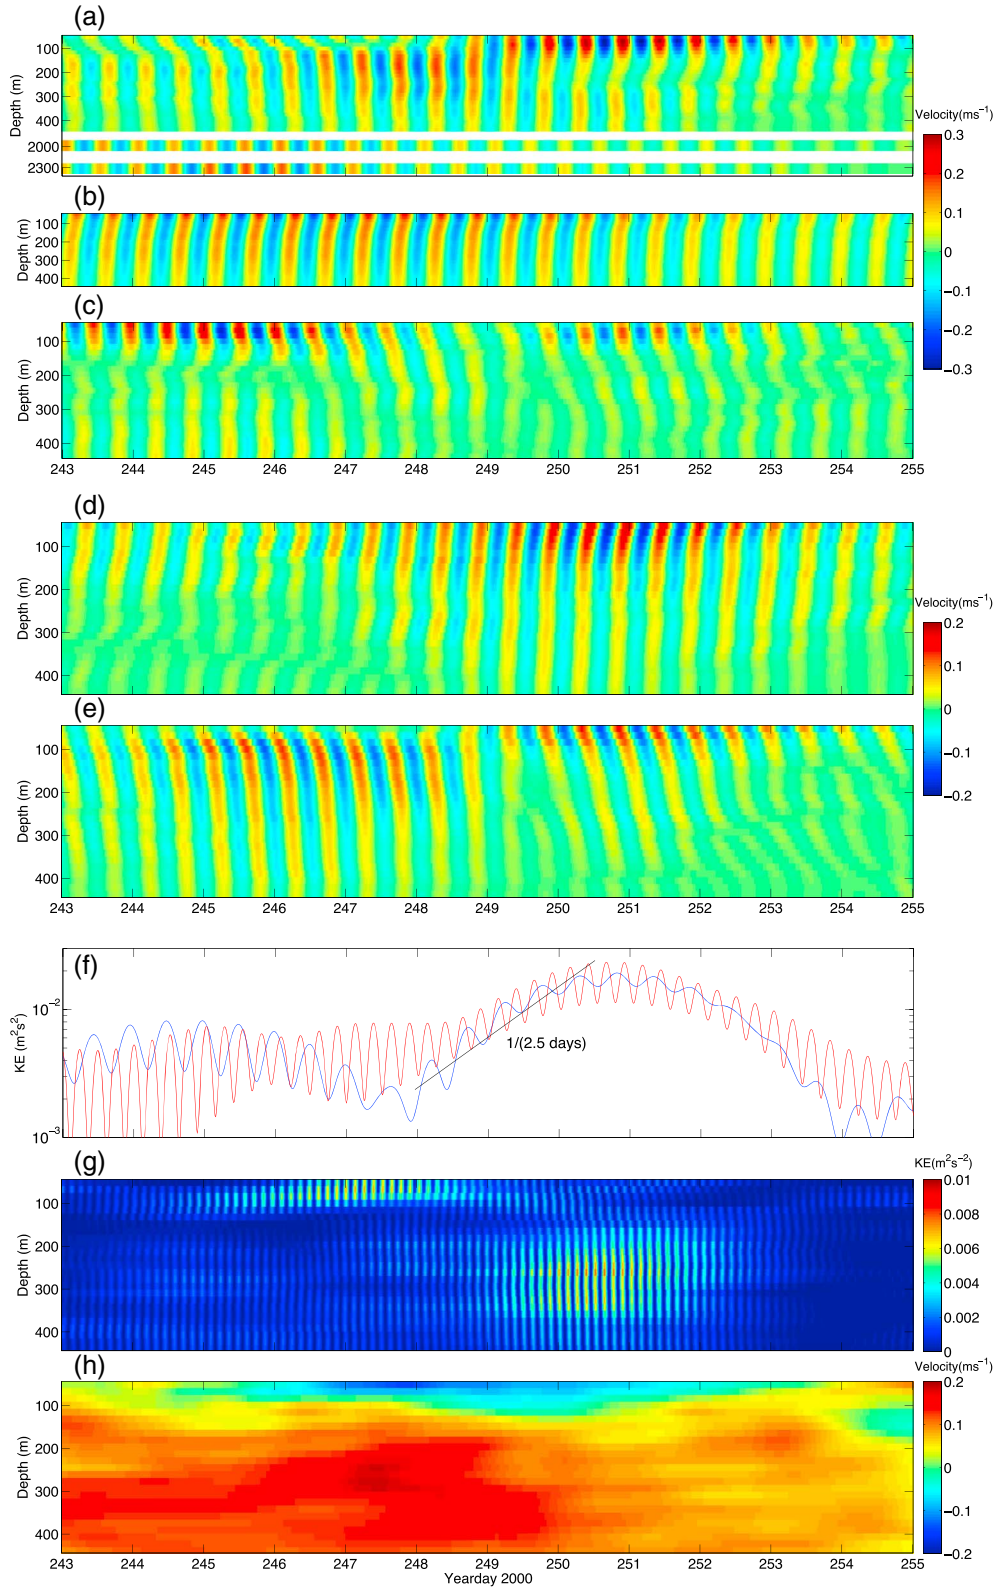 (a)
Depth (m)
100
200
300
400
2000
2300
Velocity(ms⁻¹)
0.3
0.2
0.1
0
−0.1
−0.2
−0.3
(b)
Depth (m)
100
200
300
400
(c)
Depth (m)
100
200
300
400
243 244 245 246 247 248 249 250 251 252 253 254 255
(d)
Depth (m)
100
200
300
400
Velocity(ms⁻¹)
0.2
0.1
0
−0.1
−0.2
(e)
Depth (m)
100
200
300
400
243 244 245 246 247 248 249 250 251 252 253 254 255
(f)
KE (m²s²)
10⁻²
10⁻³
1/(2.5 days)
(g)
Depth (m)
100
200
300
400
KE(m²s⁻²)
0.01
0.008
0.006
0.004
0.002
0
(h)
Depth (m)
100
200
300
400
Velocity(ms⁻¹)
0.2
0.1
0
−0.1
−0.2
243 244 245 246 247 248 249 250 251 252 253 254 255
Yearday 2000